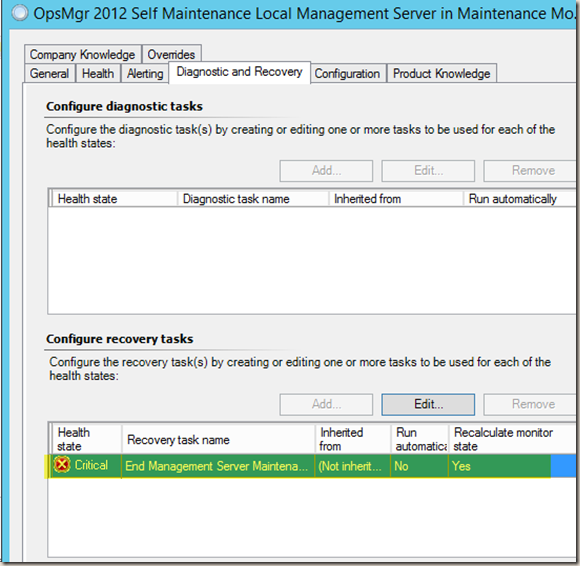 OpsMgr 2012 Self Maintenance Local Management Server in Maintenance Mo.
Company Knowledge Overrides
General Health Alerting Diagnostic and Recovery Configuration Product Knowledge
Configure diagnostic tasks
Configure the diagnostic task(s) by creating or editing one or more tasks to be used for each of the
health states:
Add... Edit... Remove
Health state Diagnostic task name Inherited from Run automatically
Configure recovery tasks
Configure the recovery task(s) by creating or editing one or more tasks to be used for each of the
health states:
Add... Edit... Remove
Health state Recovery task name Inherited from Run automatica Recalculate monitor state
Critical End Management Server Maintena... (Not inherit... No Yes